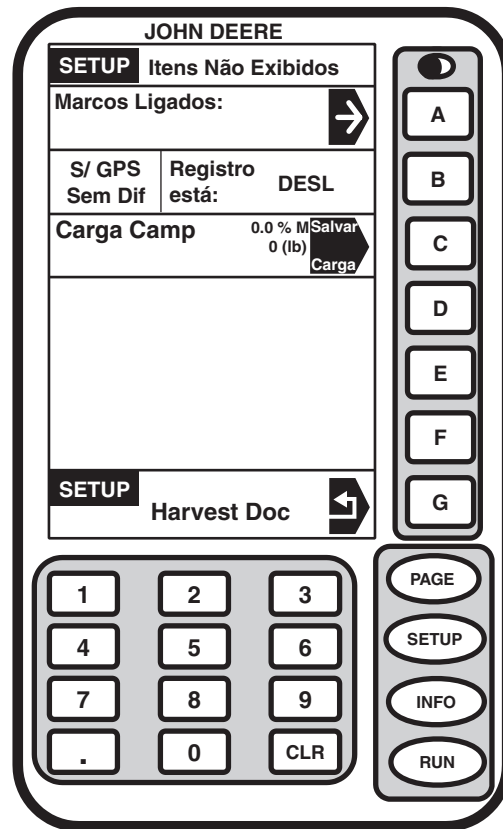 JOHN DEERE
SETUP Itens Não Exibidos
Marcos Ligados:
S/ GPS
Sem Dif
Registro
está:
DESL
Carga Camp
0.0 % M
0 (lb)
Salvar
Carga
SETUP
Harvest Doc
A
B
C
D
E
F
G
1 2 3
4 5 6
7 8 9
. 0 CLR
PAGE
SETUP
INFO
RUN